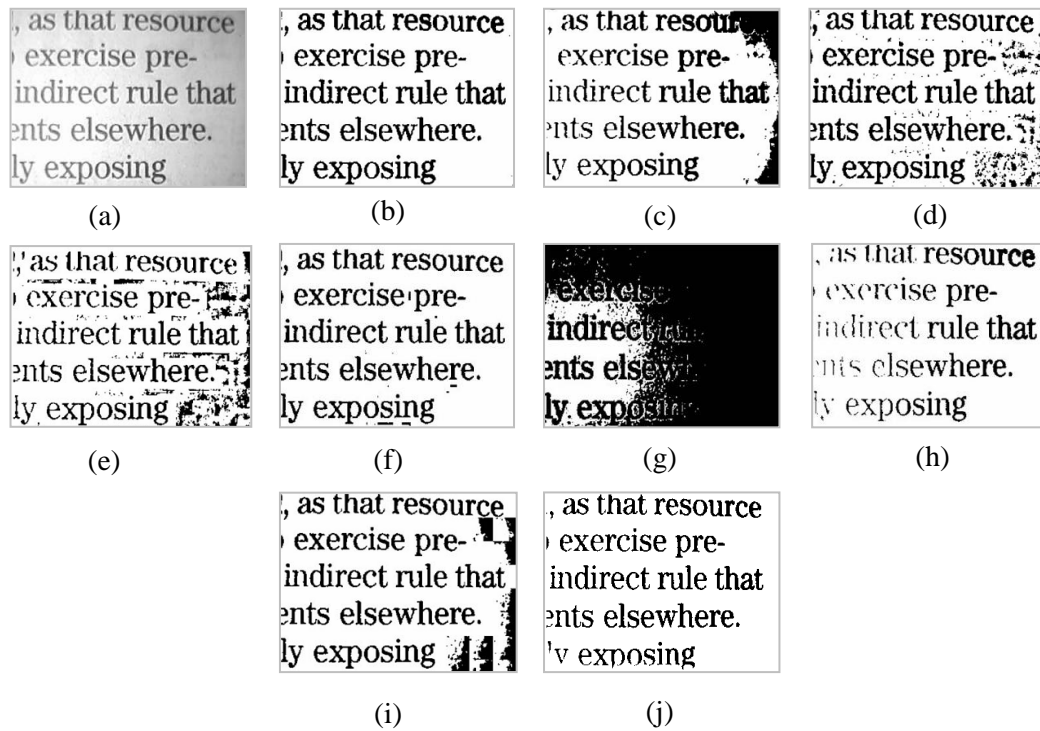 , as that resource
exercise pre-
indirect rule that
ents elsewhere.
ly exposing
(a)
, as that resource
exercise pre-
indirect rule that
ents elsewhere.
ly exposing
(b)
, as that resour
exercise pre-
indirect rule that
ents elsewhere.
ly exposing
(c)
, as that resource
exercise pre-
indirect rule that
ents elsewhere.
ly exposing
(d)
as that resource
exercise pre-
indirect rule that
ents elsewhere.
ly exposing
(e)
, as that resource
exercise pre-
indirect rule that
ents elsewhere.
ly exposing
(f)
exercise
indirect
ents
ly exposing
(g)
, as that resource
exercise pre-
indirect rule that
ents elsewhere.
ly exposing
(h)
, as that resource
exercise pre-
indirect rule that
ents elsewhere.
ly exposing
(i)
, as that resource
exercise pre-
indirect rule that
ents elsewhere.
exposing
(j)